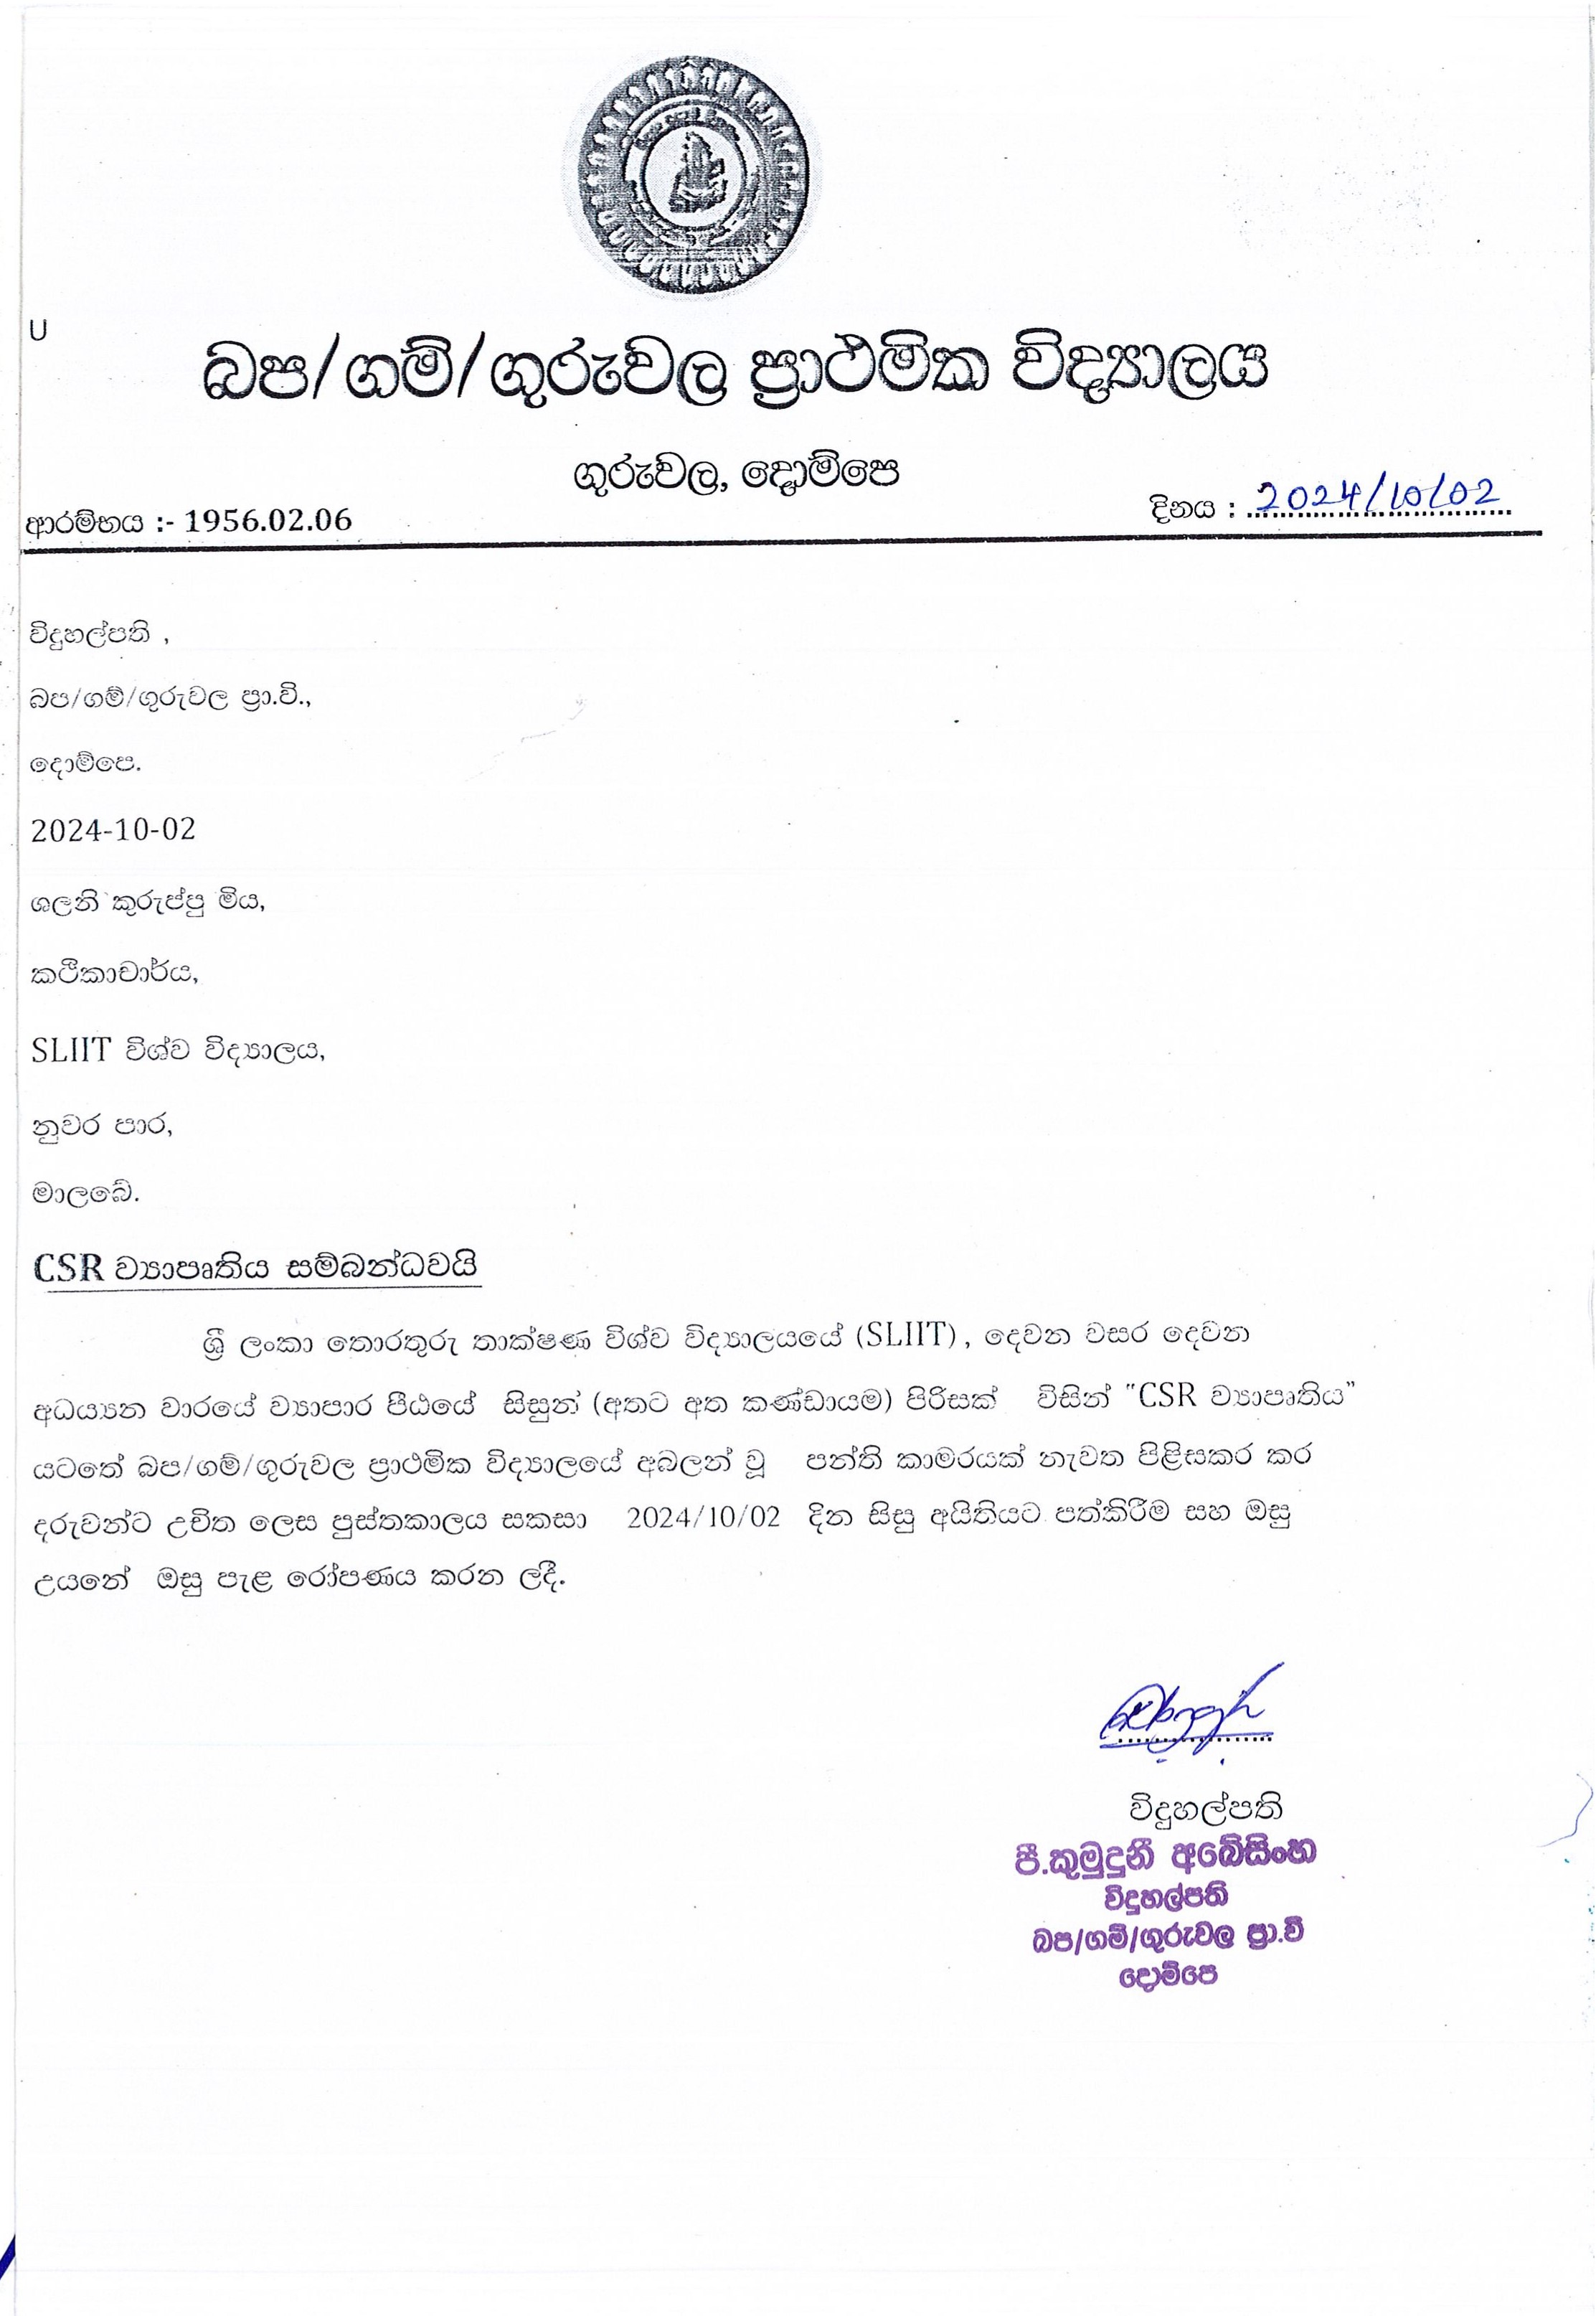 U
බප/ගම්/ගුරුවල ප්‍රාථමික විද්‍යාලය
ගුරුවල, දොම්පෙ
ආරම්භය :- 1956.02.06
දිනය : 2024/10/02
විදුහල්පති ,
බප/ගම්/ගුරුවල ප්‍රා.වි.,
දොම්පෙ.
2024-10-02
ශලනි කුරුප්පු මිය,
කථිකාචාර්ය,
SLIIT විශ්ව විද්‍යාලය,
නුවර පාර,
මාලබේ.
CSR ව්‍යාපෘතිය සම්බන්ධවයි
ශ්‍රී ලංකා තොරතුරු තාක්ෂණ විශ්ව විද්‍යාලයයේ (SLIIT) , දෙවන වසර දෙවන
අධ්‍යයන වාරයේ ව්‍යාපාර පීඨයේ සිසුන් (අතට අත කණ්ඩායම) පිරිසක් විසින් "CSR ව්‍යාපෘතිය"
යටතේ බප/ගම්/ගුරුවල ප්‍රාථමික විද්‍යාලයේ අබලන් වූ පන්ති කාමරයක් නැවත පිළිසකර කර
දරුවන්ට උචිත ලෙස පුස්තකාලය සකසා 2024/10/02 දින සිසු අයිතියට පත්කිරීම සහ ඔසු
උයනේ ඔසු පැළ රෝපණය කරන ලදී.
විදුහල්පති
පී.කුමුදුනී අබේසිංහ
විදුහල්පති
බප/ගම්/ගුරුවල ප්‍රා.වි
දොම්පෙ